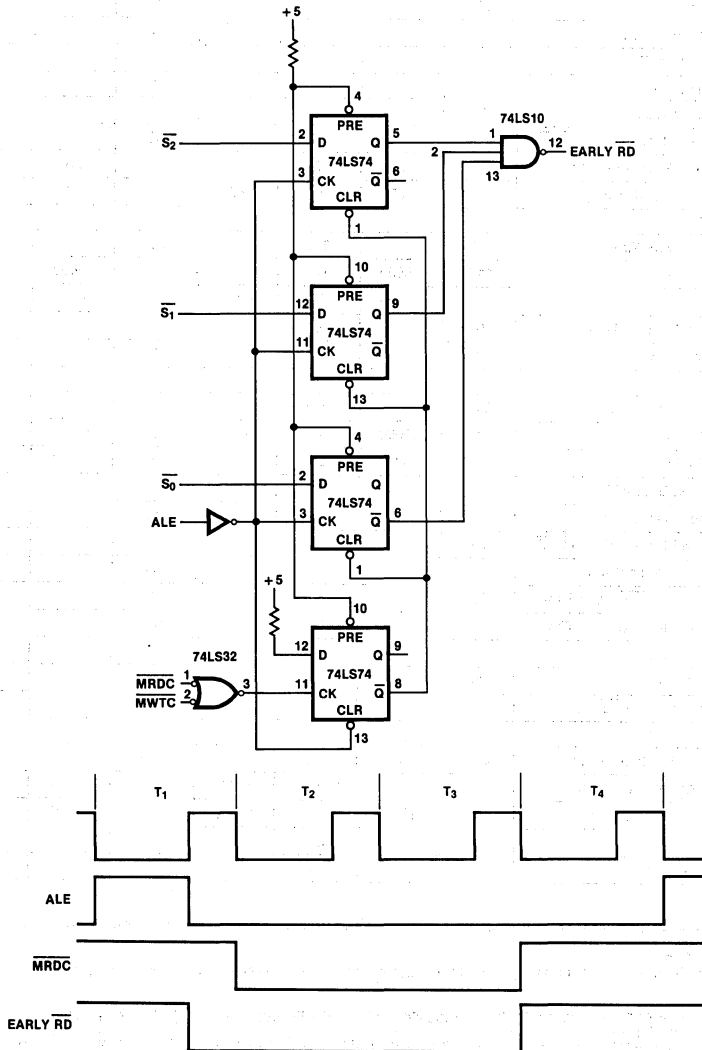 +5
4
74LS10
PRE
S̅₂ 2 D Q 5 1
74LS74 2 12 EARLY R̅D̅
3 CK Q̅ 6 13
CLR
1
10
PRE
S̅₁ 12 D Q 9
74LS74
11 CK Q̅
CLR
13
4
PRE
S̅₀ 2 D Q
74LS74
ALE 3 CK Q̅ 6
CLR
1
+5
10
PRE
74LS32 12 D Q 9
74LS74
M̅R̅D̅C̅ 1 3 11 CK Q̅ 8
M̅W̅T̅C̅ 2
CLR
13
T₁ T₂ T₃ T₄
ALE
M̅R̅D̅C̅
EARLY R̅D̅